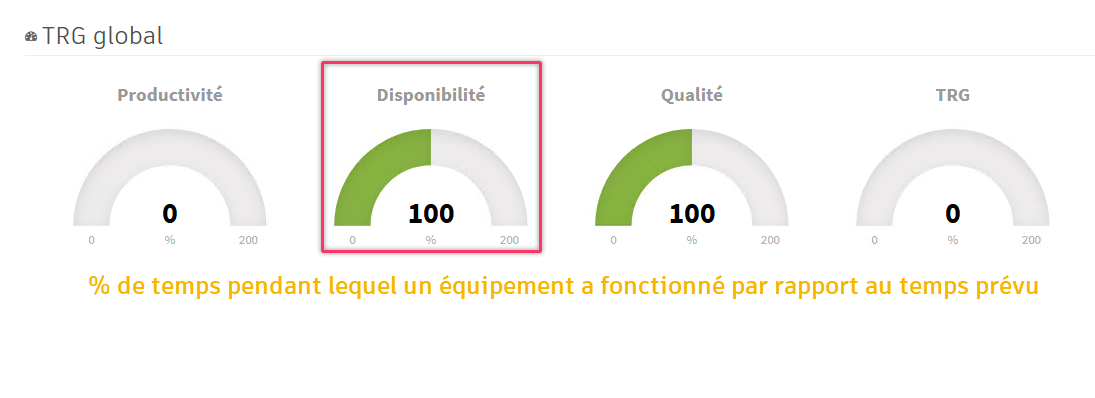 TRG global
Productivité Disponibilité Qualité TRG
0 100 100 0
0 % 200 0 % 200 0 % 200 0 % 200
% de temps pendant lequel un équipement a fonctionné par rapport au temps prévu